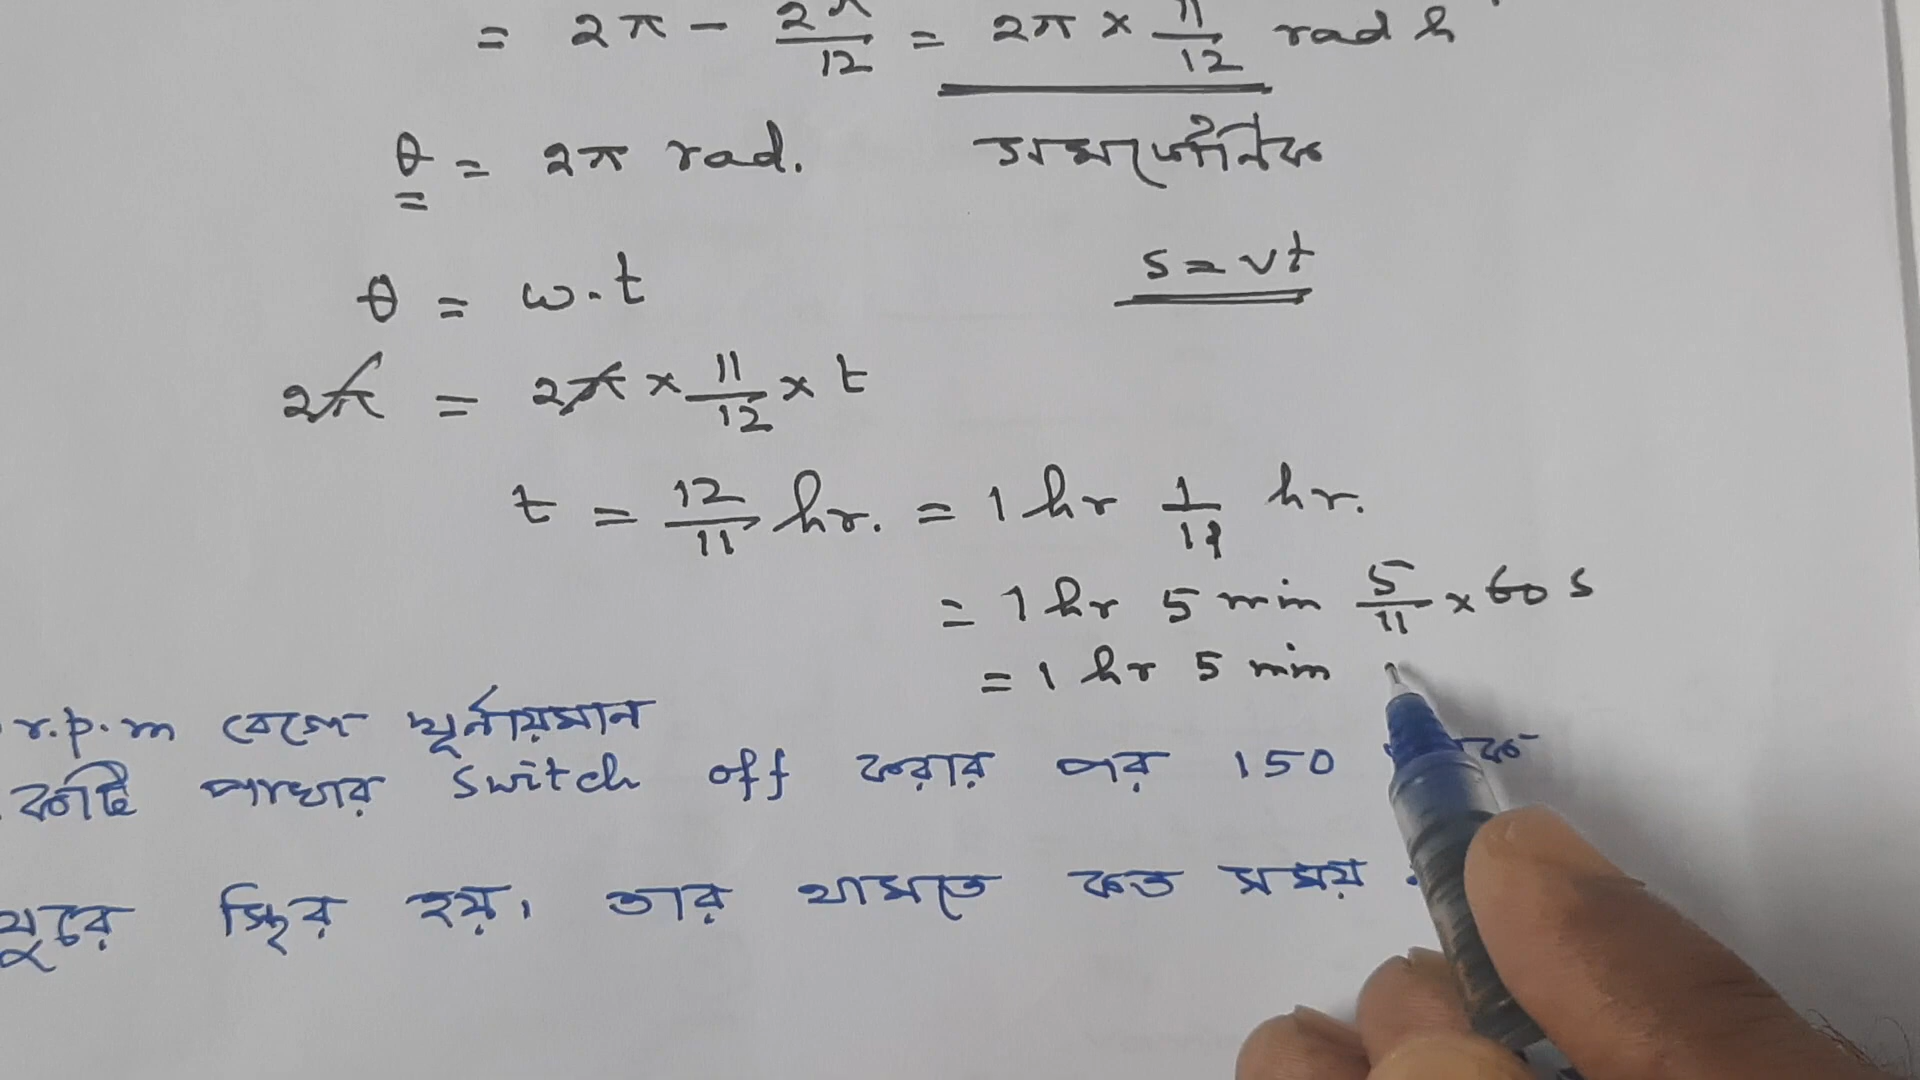 = 2π - 2π/12 = 2π × 11/12 rad h
θ = 2π rad. আপেক্ষিক
θ = ω.t s = vt
2π = 2π × 11/12 × t
t = 12/11 hr. = 1 hr 1/11 hr.
= 1 hr 5 min 5/11 × 60 s
= 1 hr 5 min
r.p.m বেগে ঘূর্নায়মান
কটি পাখার switch off করার পর 150
ঘুরে স্থির হয়। তার থামতে কত সময়